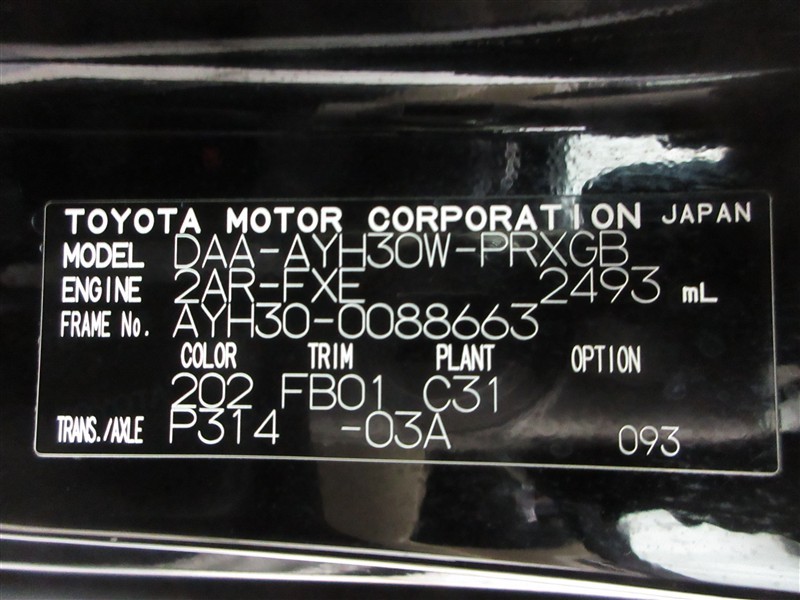 TOYOTA MOTOR CORPORATION JAPAN
MODEL DAA-AYH30W-PRXGB
ENGINE 2AR-FXE 2493 mL
FRAME No. AYH30-0088663
COLOR TRIM PLANT OPTION
202 FB01 C31
TRANS./AXLE P314 -03A 093